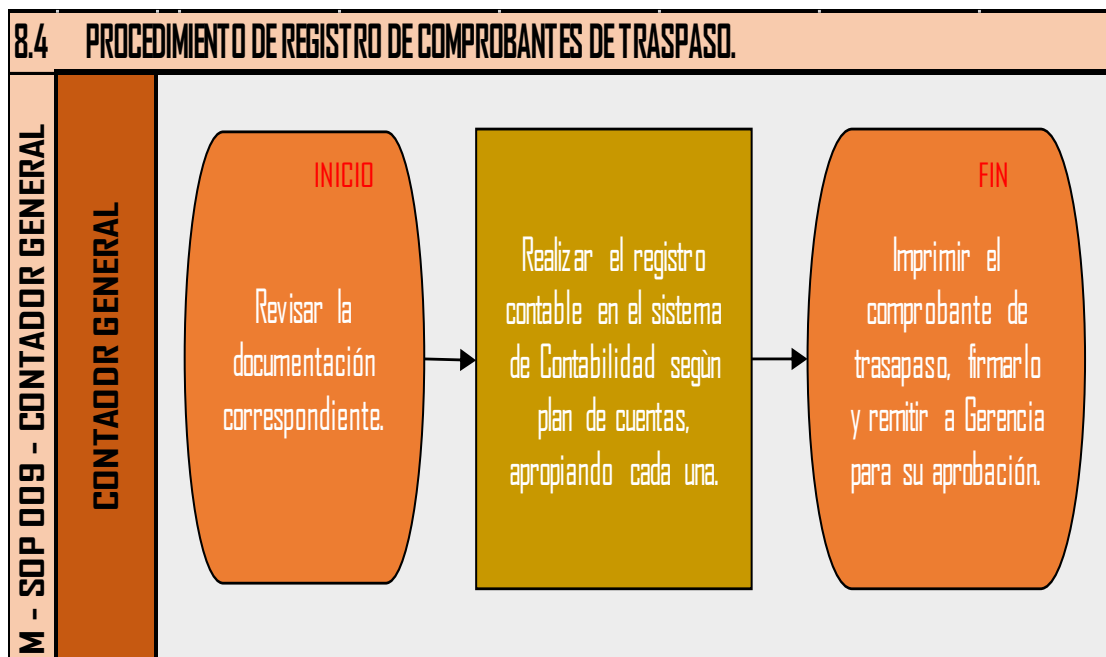 8.4 PROCEDIMIENTO DE REGISTRO DE COMPROBANTES DE TRASPASO.
M - SOP 009 - CONTADOR GENERAL
CONTADOR GENERAL
INICIO
Revisar la
documentación
correspondiente.
Realizar el registro
contable en el sistema
de Contabilidad segùn
plan de cuentas,
apropiando cada una.
FIN
Imprimir el
comprobante de
trasapaso, firmarlo
y remitir a Gerencia
para su aprobación.